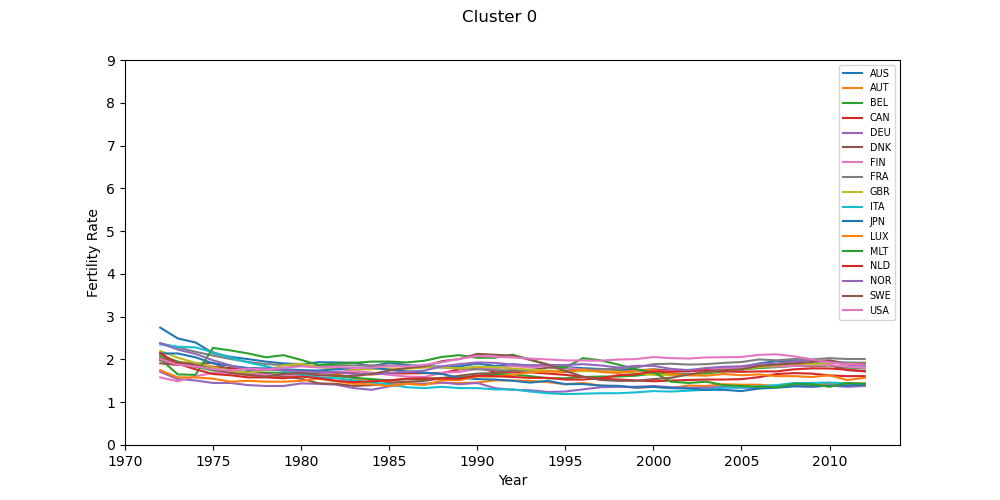 Cluster 0
9
8
7
6
5
4
3
2
1
0
Fertility Rate
1970
1975
1980
1985
1990
1995
2000
2005
2010
Year
AUS
AUT
BEL
CAN
DEU
DNK
FIN
FRA
GBR
ITA
JPN
LUX
MLT
NLD
NOR
SWE
USA